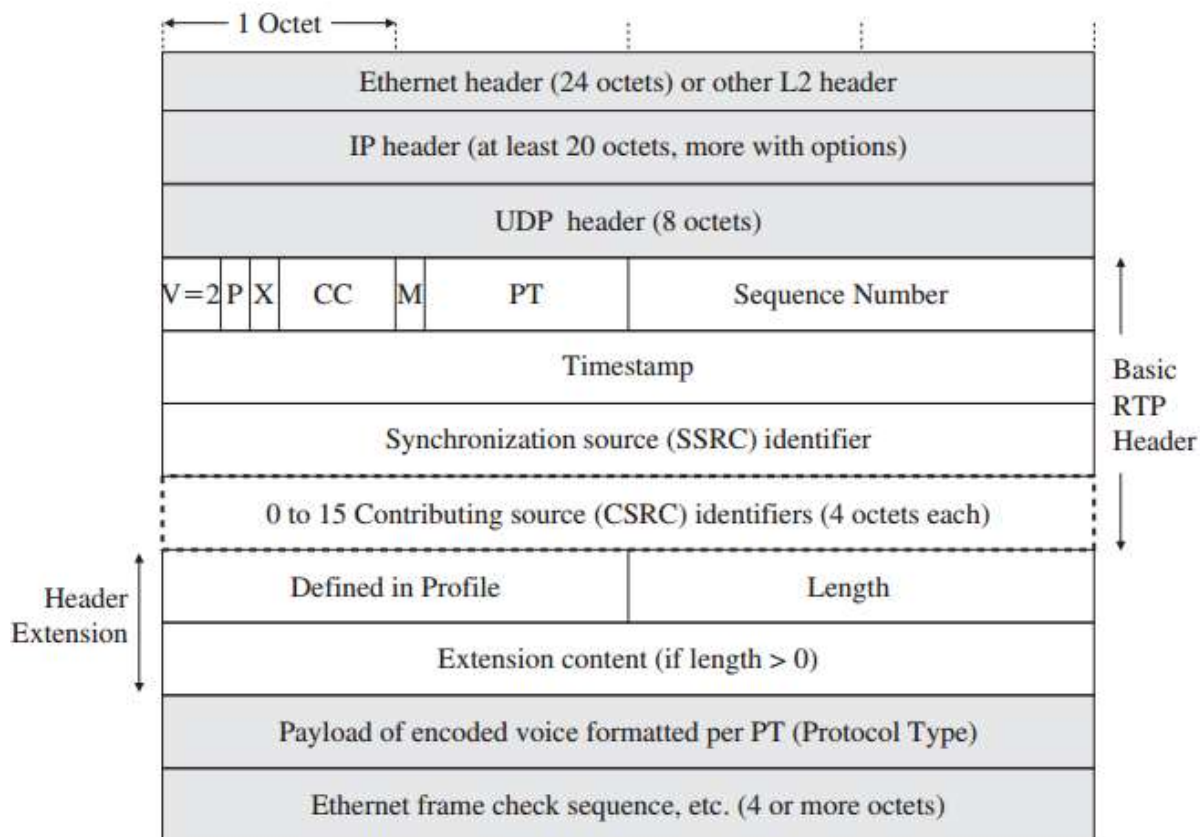 1 Octet
Ethernet header (24 octets) or other L2 header
IP header (at least 20 octets, more with options)
UDP header (8 octets)
V=2 P X CC M PT Sequence Number
Timestamp
Synchronization source (SSRC) identifier
0 to 15 Contributing source (CSRC) identifiers (4 octets each)
Basic
RTP
Header
Defined in Profile Length
Extension content (if length > 0)
Header
Extension
Payload of encoded voice formatted per PT (Protocol Type)
Ethernet frame check sequence, etc. (4 or more octets)